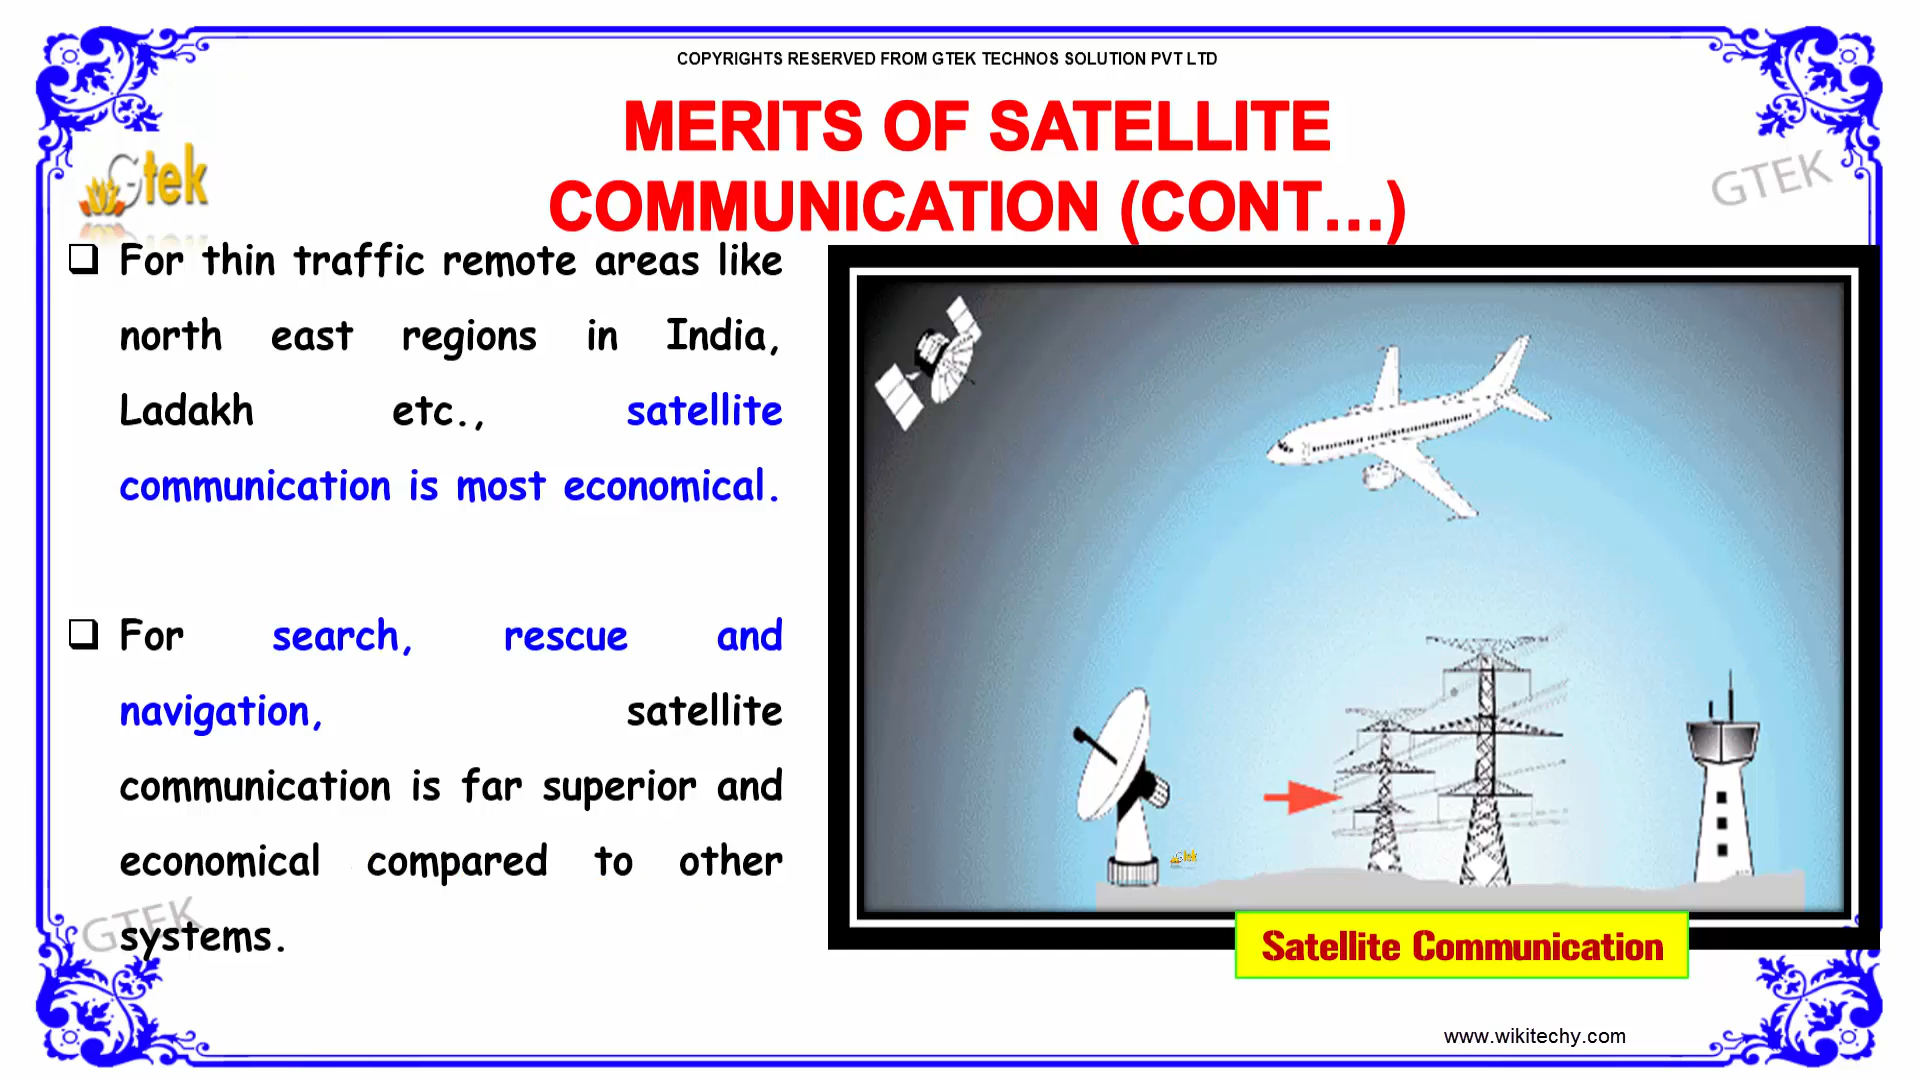 COPYRIGHTS RESERVED FROM GTEK TECHNOS SOLUTION PVT LTD
MERITS OF SATELLITE
COMMUNICATION (CONT...)
Gtek
GTEK
For thin traffic remote areas like
north east regions in India,
Ladakh etc., satellite
communication is most economical.
For search, rescue and
navigation, satellite
communication is far superior and
economical compared to other
systems.
GTEK
Gtek
Satellite Communication
www.wikitechy.com